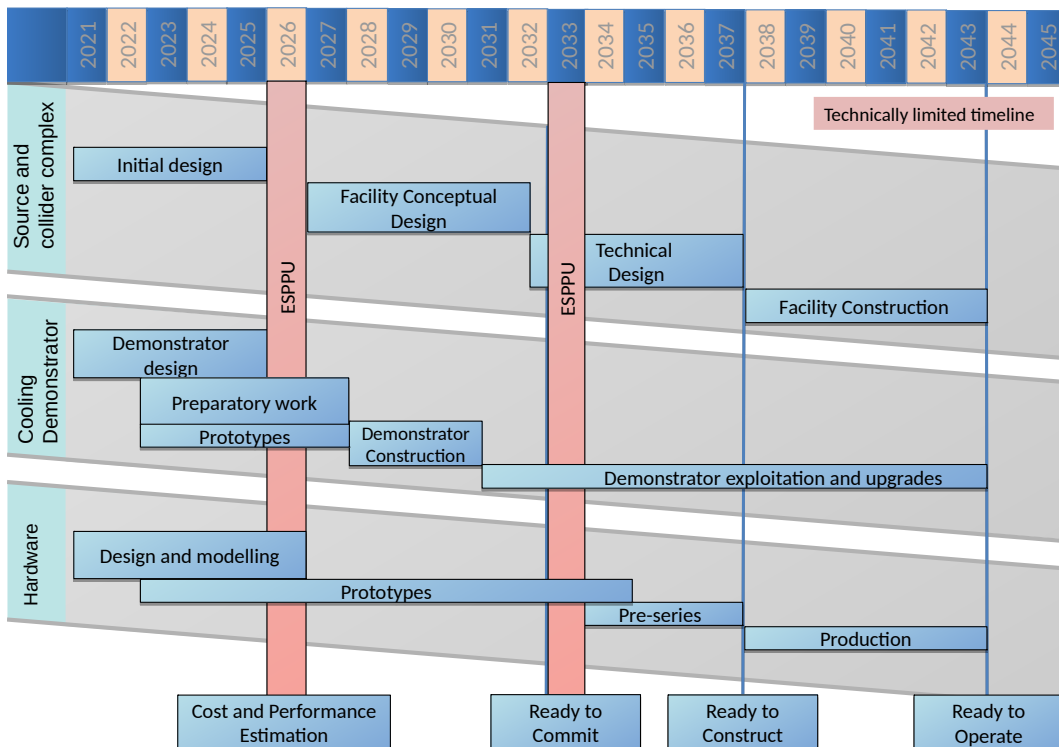 2021 2022 2023 2024 2025 2026 2027 2028 2029 2030 2031 2032 2033 2034 2035 2036 2037 2038 2039 2040 2041 2042 2043 2044 2045
Technically limited timeline
Source and
collider complex
Initial design
Facility Conceptual
Design
Technical
Design
ESPPU
ESPPU
Facility Construction
Cooling
Demonstrator
Demonstrator
design
Preparatory work
Prototypes
Demonstrator
Construction
Demonstrator exploitation and upgrades
Hardware
Design and modelling
Prototypes
Pre-series
Production
Cost and Performance
Estimation
Ready to
Commit
Ready to
Construct
Ready to
Operate